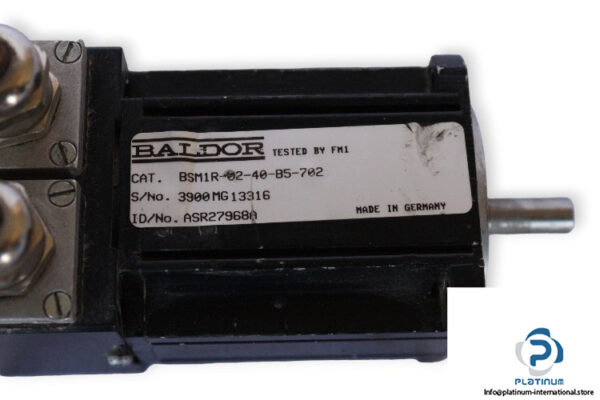 BALDOR TESTED BY FM1
CAT. BSM1R-02-40-B5-702
S/No. 3900MG13316
ID/No. ASR27968A
MADE IN GERMANY
PLATINUM
Info@platinum-international.store